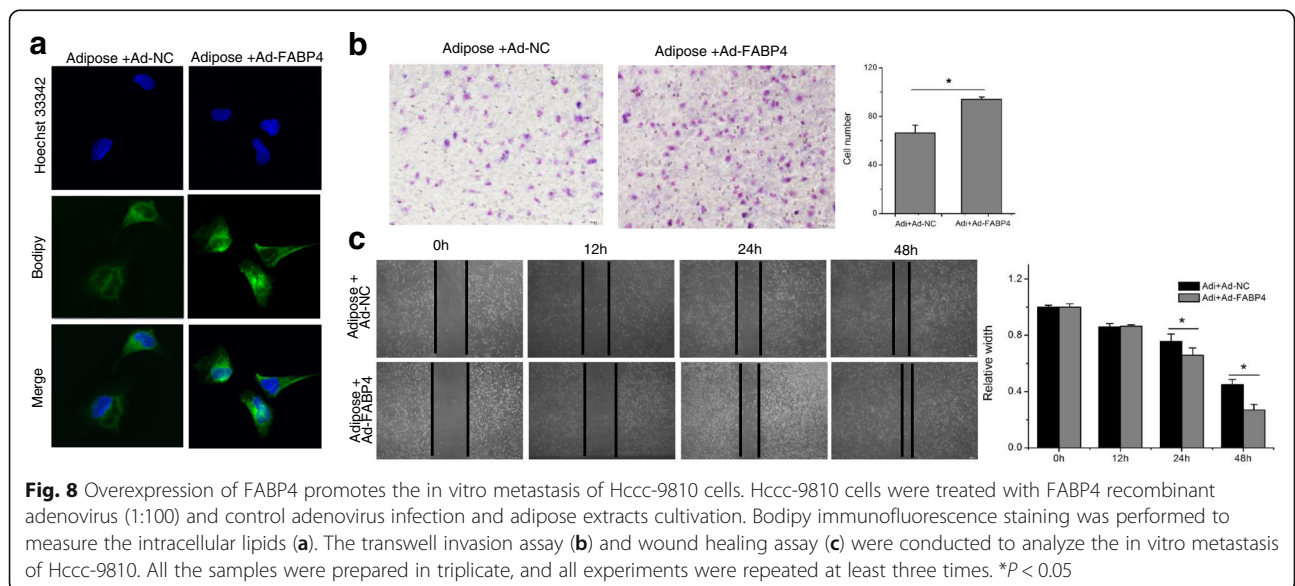 a
Adipose +Ad-NC
Adipose +Ad-FABP4
Hoechst 33342
Bodipy
Merge
b
Adipose +Ad-NC
Adipose +Ad-FABP4
*
120
80
40
0
Cell number
Adi+Ad-NC
Adi+Ad-FABP4
c
0h
12h
24h
48h
Adipose +
Ad-NC
Adipose+
Ad-FABP4
1.2
0.8
0.4
0.0
Relative width
Adi+Ad-NC
Adi+Ad-FABP4
*
*
0h
12h
24h
48h
Fig. 8 Overexpression of FABP4 promotes the in vitro metastasis of Hccc-9810 cells. Hccc-9810 cells were treated with FABP4 recombinant
adenovirus (1:100) and control adenovirus infection and adipose extracts cultivation. Bodipy immunofluorescence staining was performed to
measure the intracellular lipids (a). The transwell invasion assay (b) and wound healing assay (c) were conducted to analyze the in vitro metastasis
of Hccc-9810. All the samples were prepared in triplicate, and all experiments were repeated at least three times. *P < 0.05